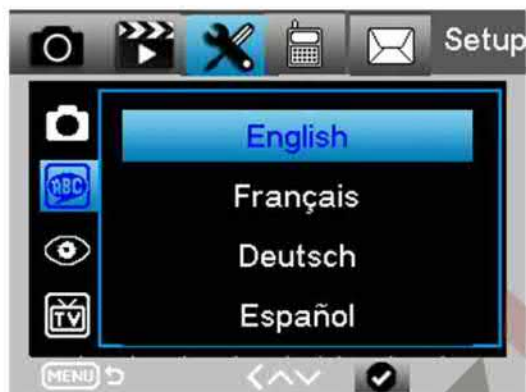 Setup
ABC
English
Français
Deutsch
Español
TV
MENU